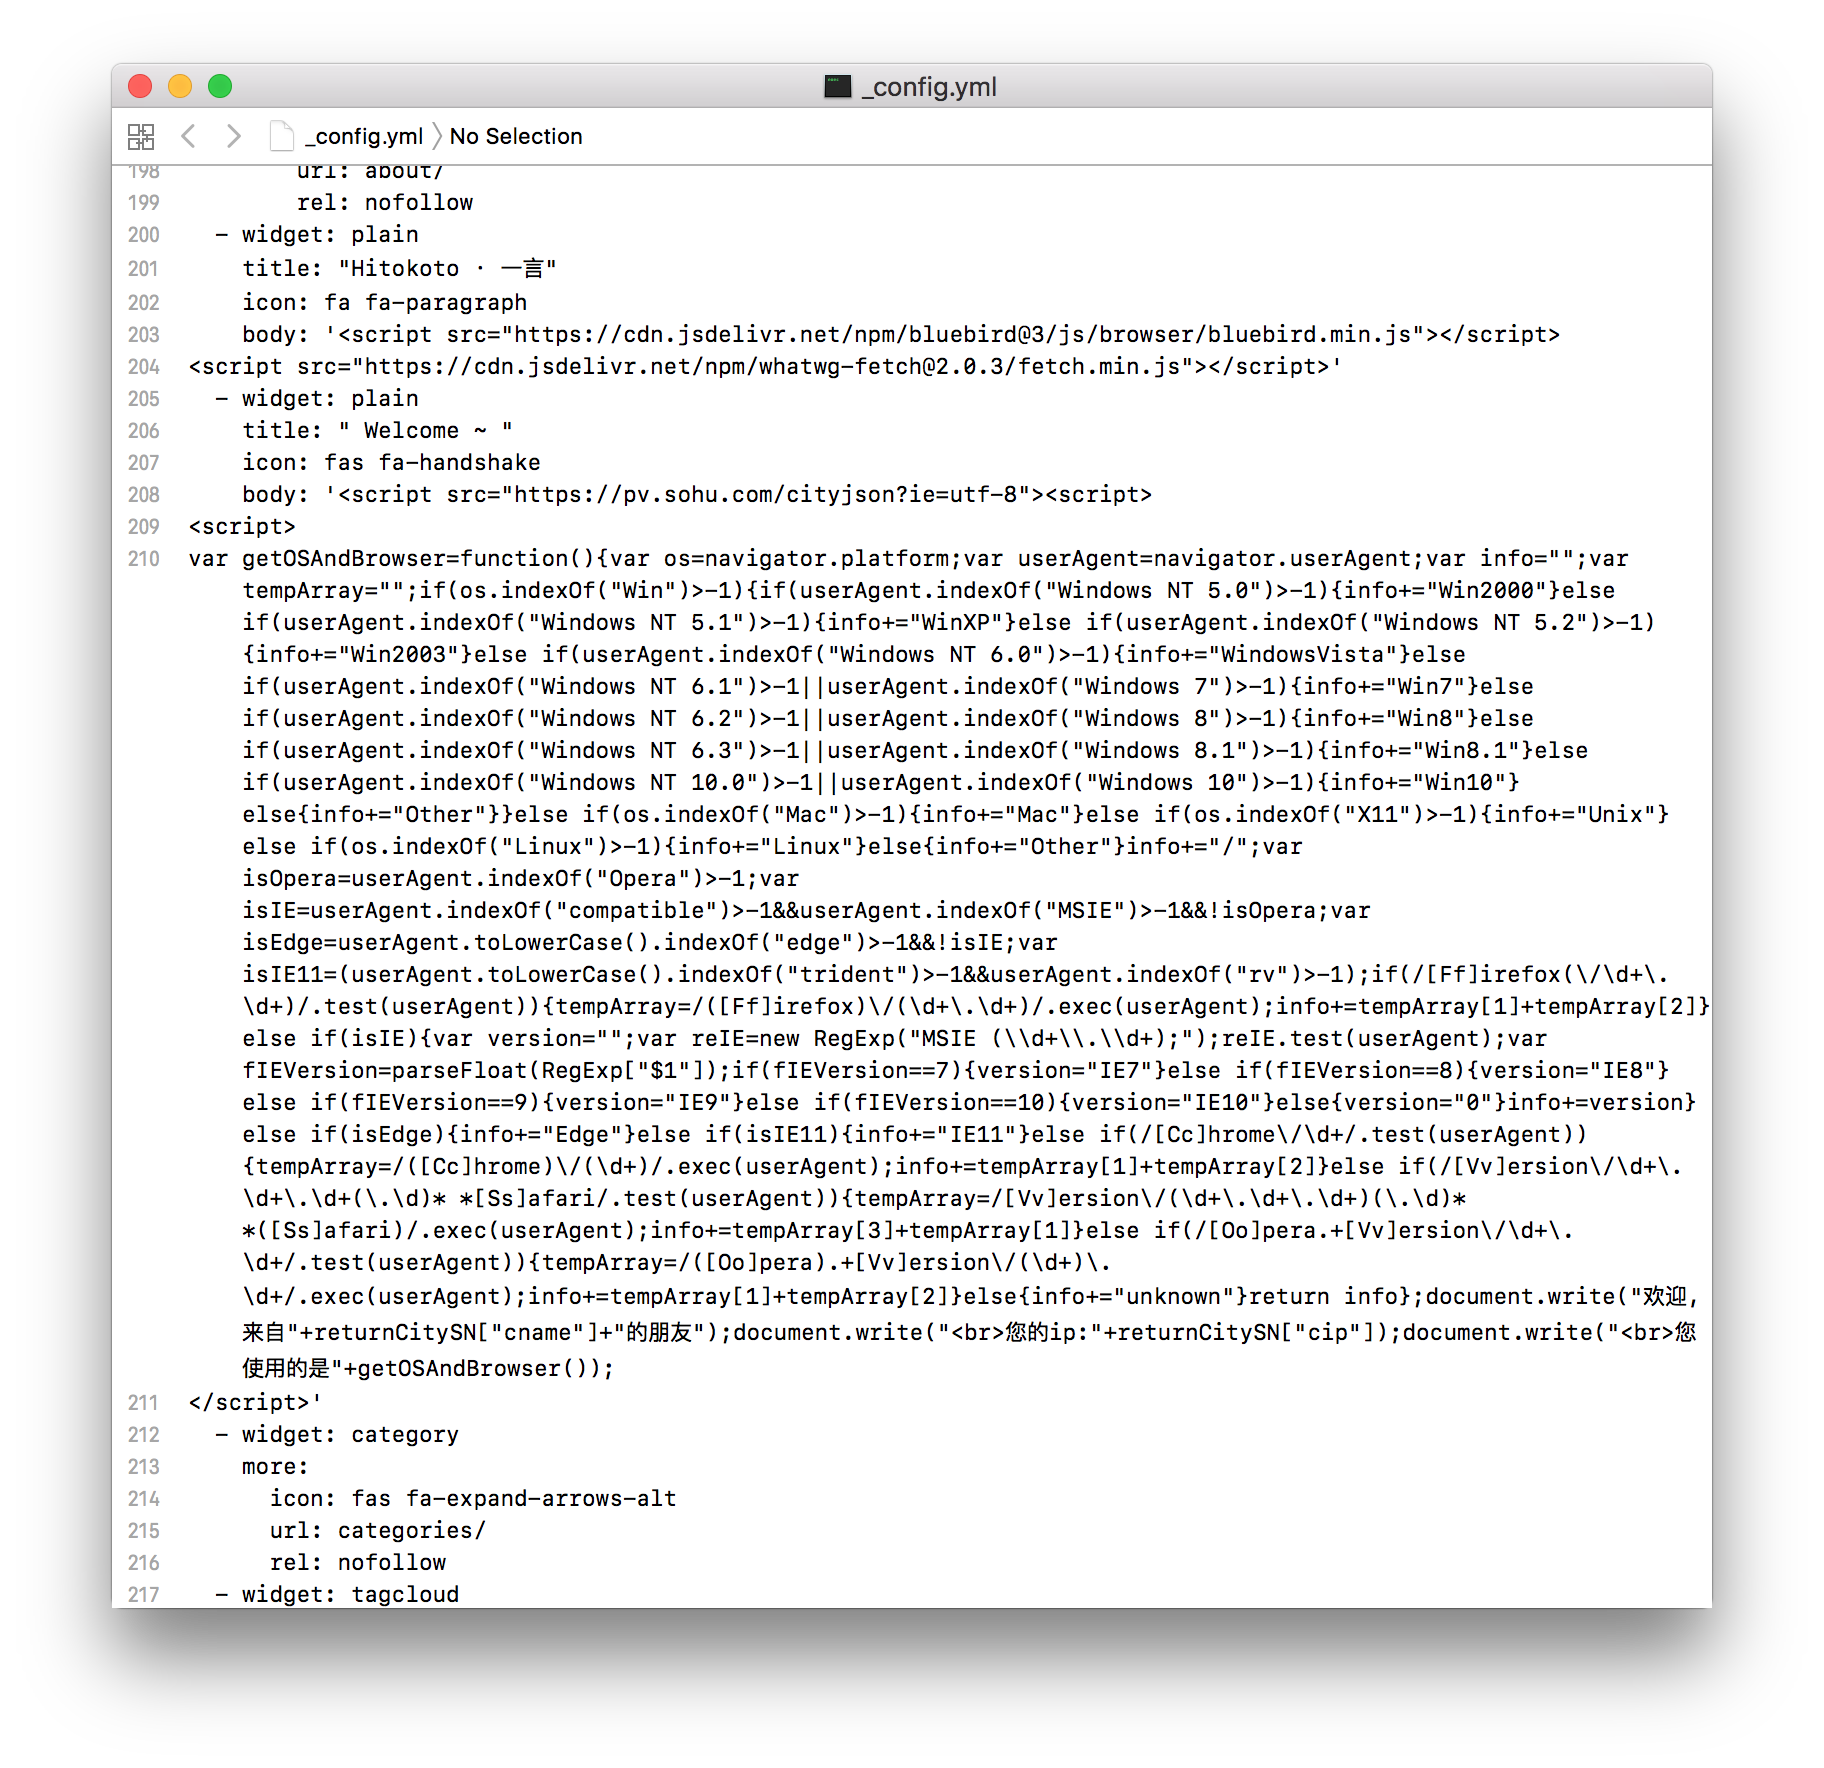 _config.yml
_config.yml No Selection
198 url: about/
199 rel: nofollow
200 - widget: plain
201 title: "Hitokoto · 一言"
202 icon: fa fa-paragraph
203 body: '<script src="https://cdn.jsdelivr.net/npm/bluebird@3/js/browser/bluebird.min.js"></script>
204 <script src="https://cdn.jsdelivr.net/npm/whatwg-fetch@2.0.3/fetch.min.js"></script>'
205 - widget: plain
206 title: " Welcome ~ "
207 icon: fas fa-handshake
208 body: '<script src="https://pv.sohu.com/cityjson?ie=utf-8"><script>
209 <script>
210 var getOSAndBrowser=function(){var os=navigator.platform;var userAgent=navigator.userAgent;var info="";var
tempArray="";if(os.indexOf("Win")>-1){if(userAgent.indexOf("Windows NT 5.0")>-1){info+="Win2000"}else
if(userAgent.indexOf("Windows NT 5.1")>-1){info+="WinXP"}else if(userAgent.indexOf("Windows NT 5.2")>-1)
{info+="Win2003"}else if(userAgent.indexOf("Windows NT 6.0")>-1){info+="WindowsVista"}else
if(userAgent.indexOf("Windows NT 6.1")>-1||userAgent.indexOf("Windows 7")>-1){info+="Win7"}else
if(userAgent.indexOf("Windows NT 6.2")>-1||userAgent.indexOf("Windows 8")>-1){info+="Win8"}else
if(userAgent.indexOf("Windows NT 6.3")>-1||userAgent.indexOf("Windows 8.1")>-1){info+="Win8.1"}else
if(userAgent.indexOf("Windows NT 10.0")>-1||userAgent.indexOf("Windows 10")>-1){info+="Win10"}
else{info+="Other"}}else if(os.indexOf("Mac")>-1){info+="Mac"}else if(os.indexOf("X11")>-1){info+="Unix"}
else if(os.indexOf("Linux")>-1){info+="Linux"}else{info+="Other"}info+="/";var
isOpera=userAgent.indexOf("Opera")>-1;var
isIE=userAgent.indexOf("compatible")>-1&&userAgent.indexOf("MSIE")>-1&&!isOpera;var
isEdge=userAgent.toLowerCase().indexOf("edge")>-1&&!isIE;var
isIE11=(userAgent.toLowerCase().indexOf("trident")>-1&&userAgent.indexOf("rv")>-1);if(/[Ff]irefox(\/\d+\.
\d+)/.test(userAgent)){tempArray=/([Ff]irefox)\/(\d+\.\d+)/.exec(userAgent);info+=tempArray[1]+tempArray[2]}
else if(isIE){var version="";var reIE=new RegExp("MSIE (\\d+\\.\\d+);");reIE.test(userAgent);var
fIEVersion=parseFloat(RegExp["$1"]);if(fIEVersion==7){version="IE7"}else if(fIEVersion==8){version="IE8"}
else if(fIEVersion==9){version="IE9"}else if(fIEVersion==10){version="IE10"}else{version="0"}info+=version}
else if(isEdge){info+="Edge"}else if(isIE11){info+="IE11"}else if(/[Cc]hrome\/\d+/.test(userAgent))
{tempArray=/([Cc]hrome)\/(\d+)/.exec(userAgent);info+=tempArray[1]+tempArray[2]}else if(/[Vv]ersion\/\d+\.
\d+\.\d+(\.\d)* *[Ss]afari/.test(userAgent)){tempArray=/[Vv]ersion\/(\d+\.\d+\.\d+)(\.\d)*
*([Ss]afari)/.exec(userAgent);info+=tempArray[3]+tempArray[1]}else if(/[Oo]pera.+[Vv]ersion\/\d+\.
\d+/.test(userAgent)){tempArray=/([Oo]pera).+[Vv]ersion\/(\d+)\.
\d+/.exec(userAgent);info+=tempArray[1]+tempArray[2]}else{info+="unknown"}return info};document.write("欢迎,
来自"+returnCitySN["cname"]+"的朋友");document.write("<br>您的ip:"+returnCitySN["cip"]);document.write("<br>您
使用的是"+getOSAndBrowser());
211 </script>'
212 - widget: category
213 more:
214 icon: fas fa-expand-arrows-alt
215 url: categories/
216 rel: nofollow
217 - widget: tagcloud